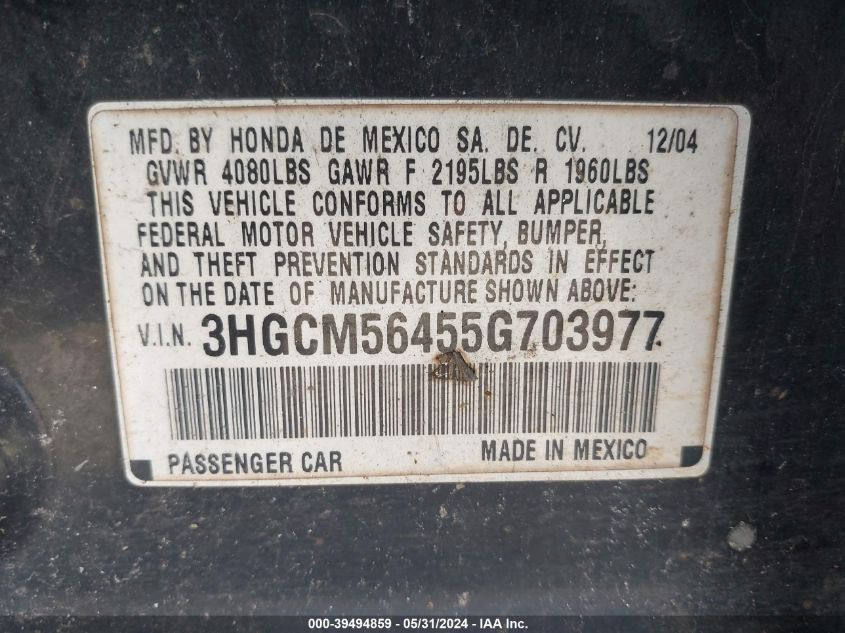 MFD. BY HONDA DE MEXICO SA. DE. CV. 12/04
GVWR 4080LBS GAWR F 2195LBS R 1960LBS
THIS VEHICLE CONFORMS TO ALL APPLICABLE
FEDERAL MOTOR VEHICLE SAFETY, BUMPER,
AND THEFT PREVENTION STANDARDS IN EFFECT
ON THE DATE OF MANUFACTURE SHOWN ABOVE:
V.I.N. 3HGCM56455G703977
PASSENGER CAR MADE IN MEXICO
000-39494859 - 05/31/2024 - IAA, Inc.